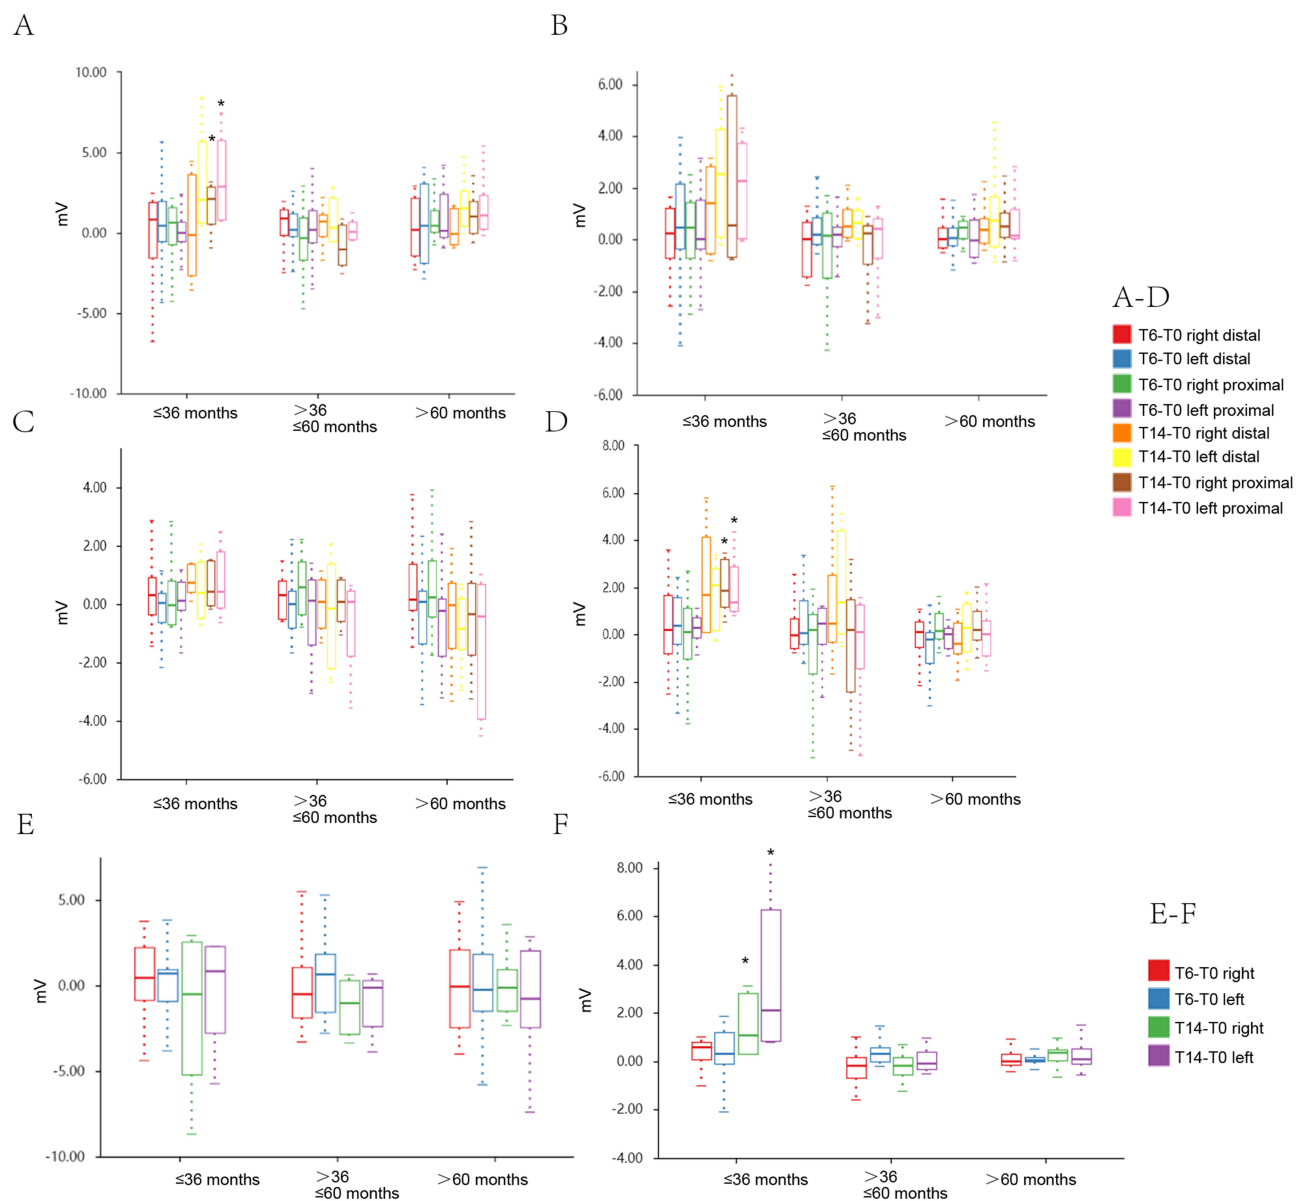 A
10.00
5.00
0.00
-5.00
-10.00
mV
* *
≤36 months
>36
≤60 months
>60 months
B
6.00
4.00
2.00
0.00
-2.00
-4.00
-6.00
mV
≤36 months
>36
≤60 months
>60 months
A-D
T6-T0 right distal
T6-T0 left distal
T6-T0 right proximal
T6-T0 left proximal
T14-T0 right distal
T14-T0 left distal
T14-T0 right proximal
T14-T0 left proximal
C
4.00
2.00
0.00
-2.00
-4.00
-6.00
mV
≤36 months
>36
≤60 months
>60 months
D
8.00
6.00
4.00
2.00
0.00
-2.00
-4.00
-6.00
mV
* *
≤36 months
>36
≤60 months
>60 months
E
5.00
0.00
-5.00
-10.00
mV
≤36 months
>36
≤60 months
>60 months
F
8.00
6.00
4.00
2.00
0.00
-2.00
-4.00
mV
* *
≤36 months
>36
≤60 months
>60 months
E-F
T6-T0 right
T6-T0 left
T14-T0 right
T14-T0 left